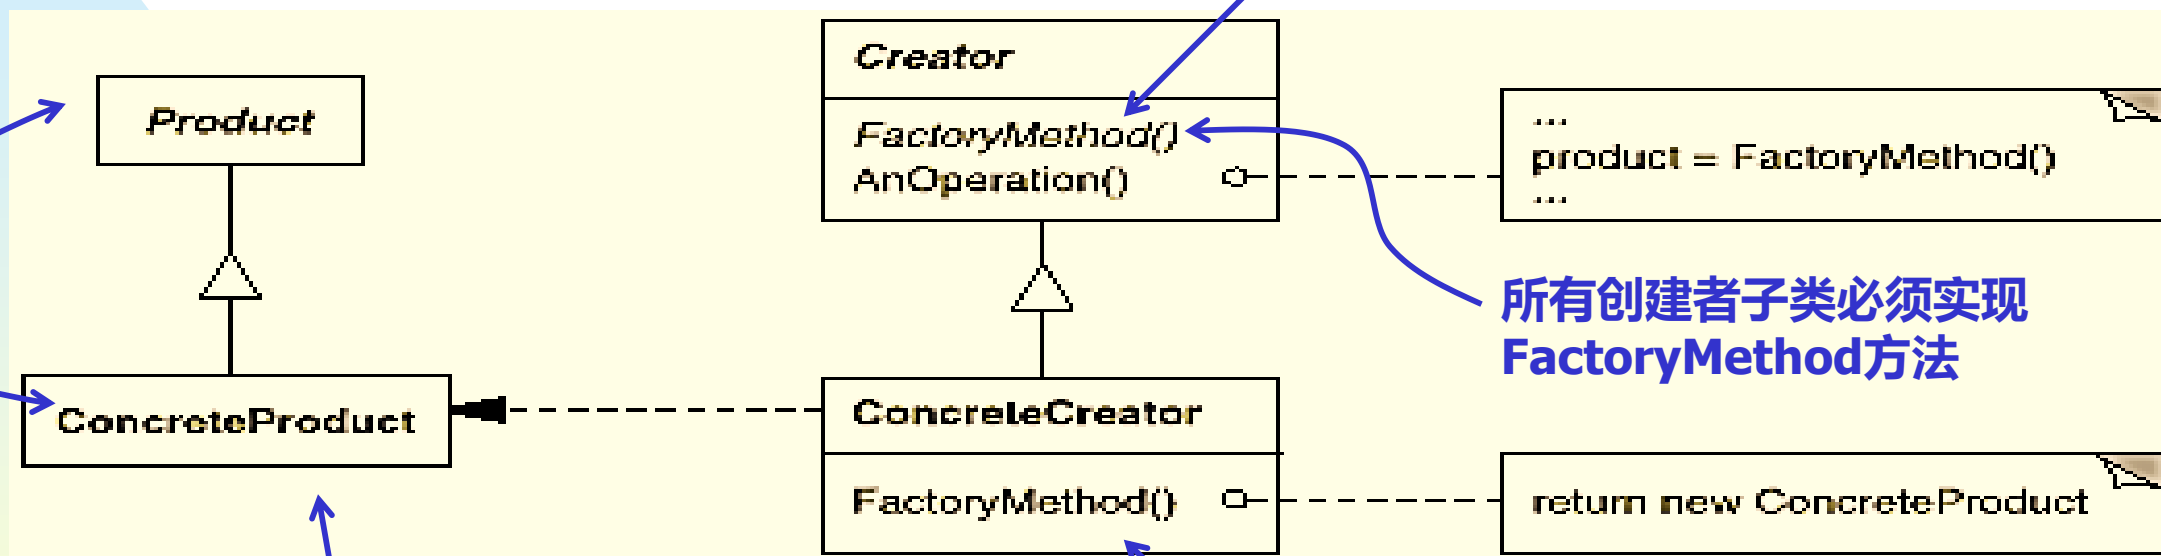 Creator
Product
FactoryMethod()
AnOperation()
...
product = FactoryMethod()
...
所有创建者子类必须实现
FactoryMethod方法
ConcreteProduct
ConcreteCreator
FactoryMethod()
return new ConcreteProduct